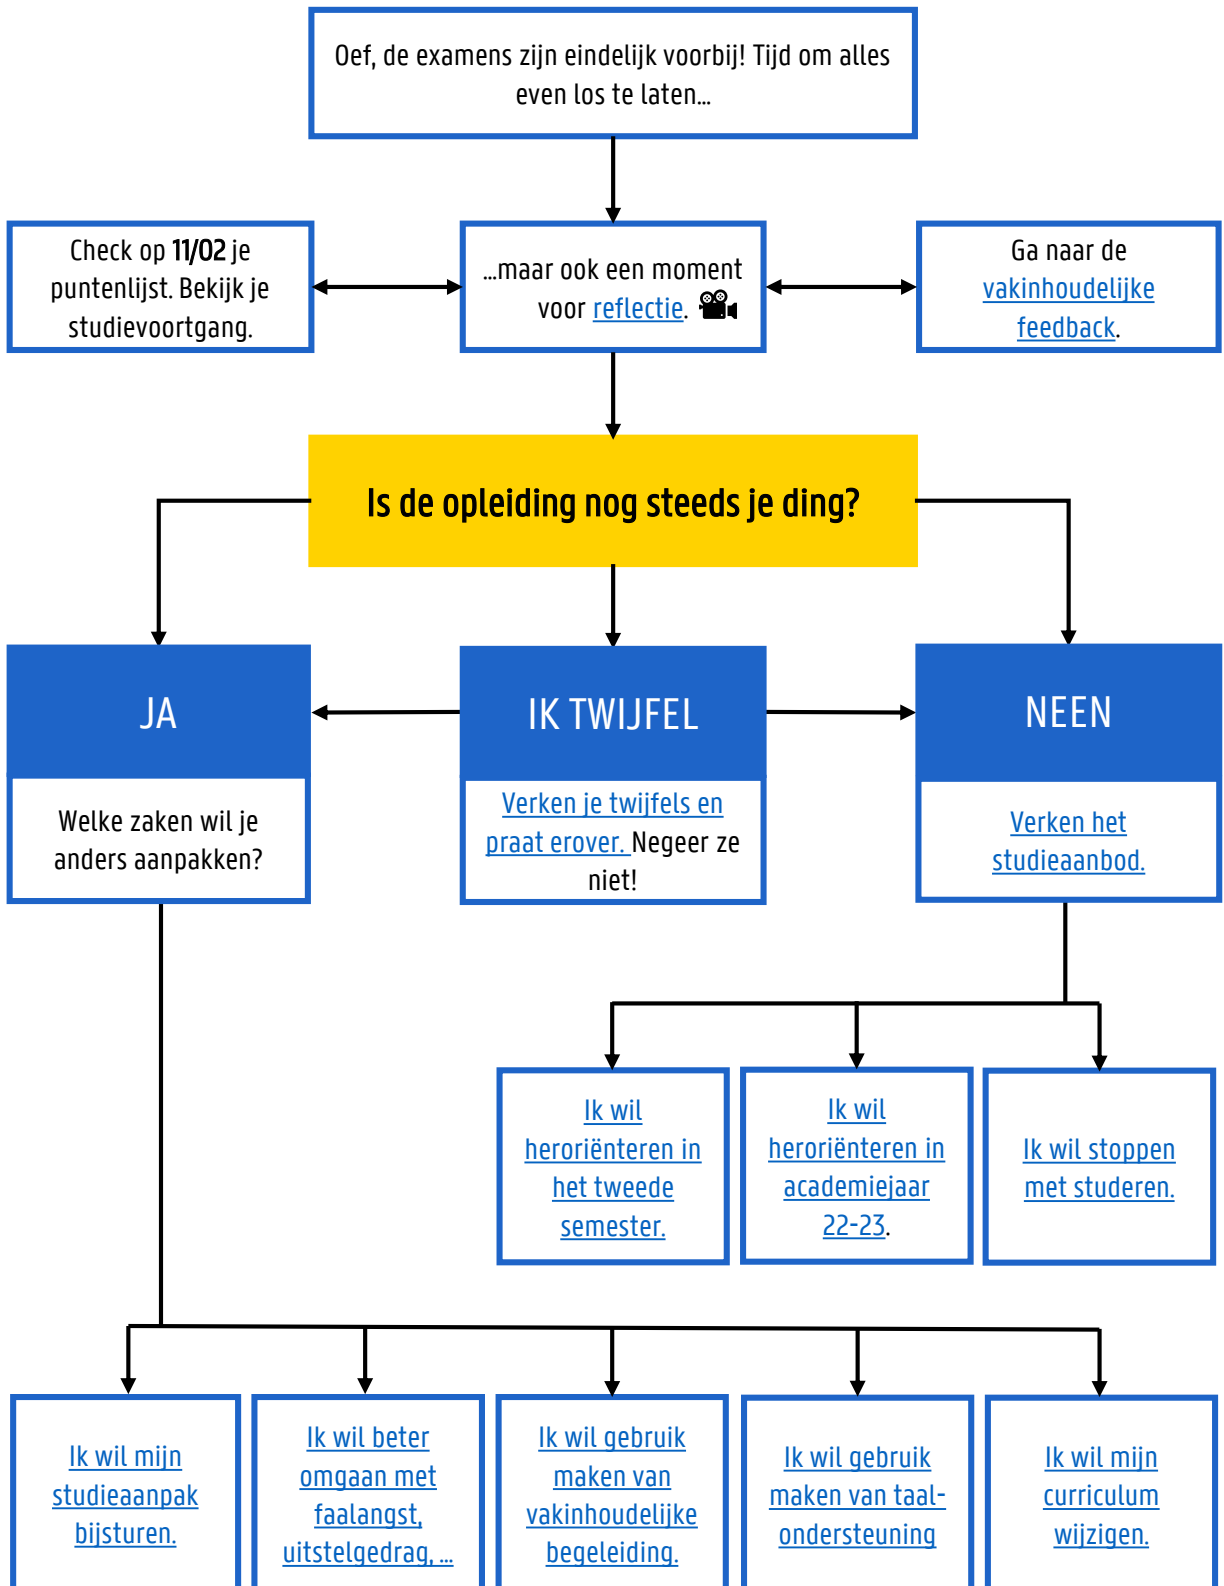 Oef, de examens zijn eindelijk voorbij! Tijd om alles
even los te laten...
Check op 11/02 je
puntenlijst. Bekijk je
studievoortgang.
...maar ook een moment
voor reflectie.
Ga naar de
vakinhoudelijke
feedback.
Is de opleiding nog steeds je ding?
JA
Welke zaken wil je
anders aanpakken?
IK TWIJFEL
Verken je twijfels en
praat erover. Negeer ze
niet!
NEEN
Verken het
studieaanbod.
Ik wil
heroriënteren in
het tweede
semester.
Ik wil
heroriënteren in
academiejaar
22-23.
Ik wil stoppen
met studeren.
Ik wil mijn
studieaanpak
bijsturen.
Ik wil beter
omgaan met
faalangst,
uitstelgedrag, ...
Ik wil gebruik
maken van
vakinhoudelijke
begeleiding.
Ik wil gebruik
maken van taal-
ondersteuning
Ik wil mijn
curriculum
wijzigen.